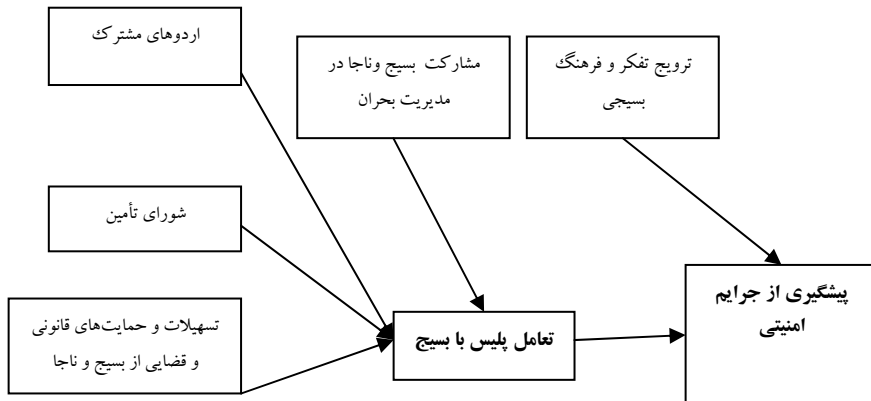 اردوهای مشترک
مشارکت بسیج وناجا در
مدیریت بحران
ترویج تفکر و فرهنگ
بسیجی
شورای تأمین
تسهیلات و حمایت‌های قانونی
و قضایی از بسیج و ناجا
تعامل پلیس با بسیج
پیشگیری از جرایم
امنیتی